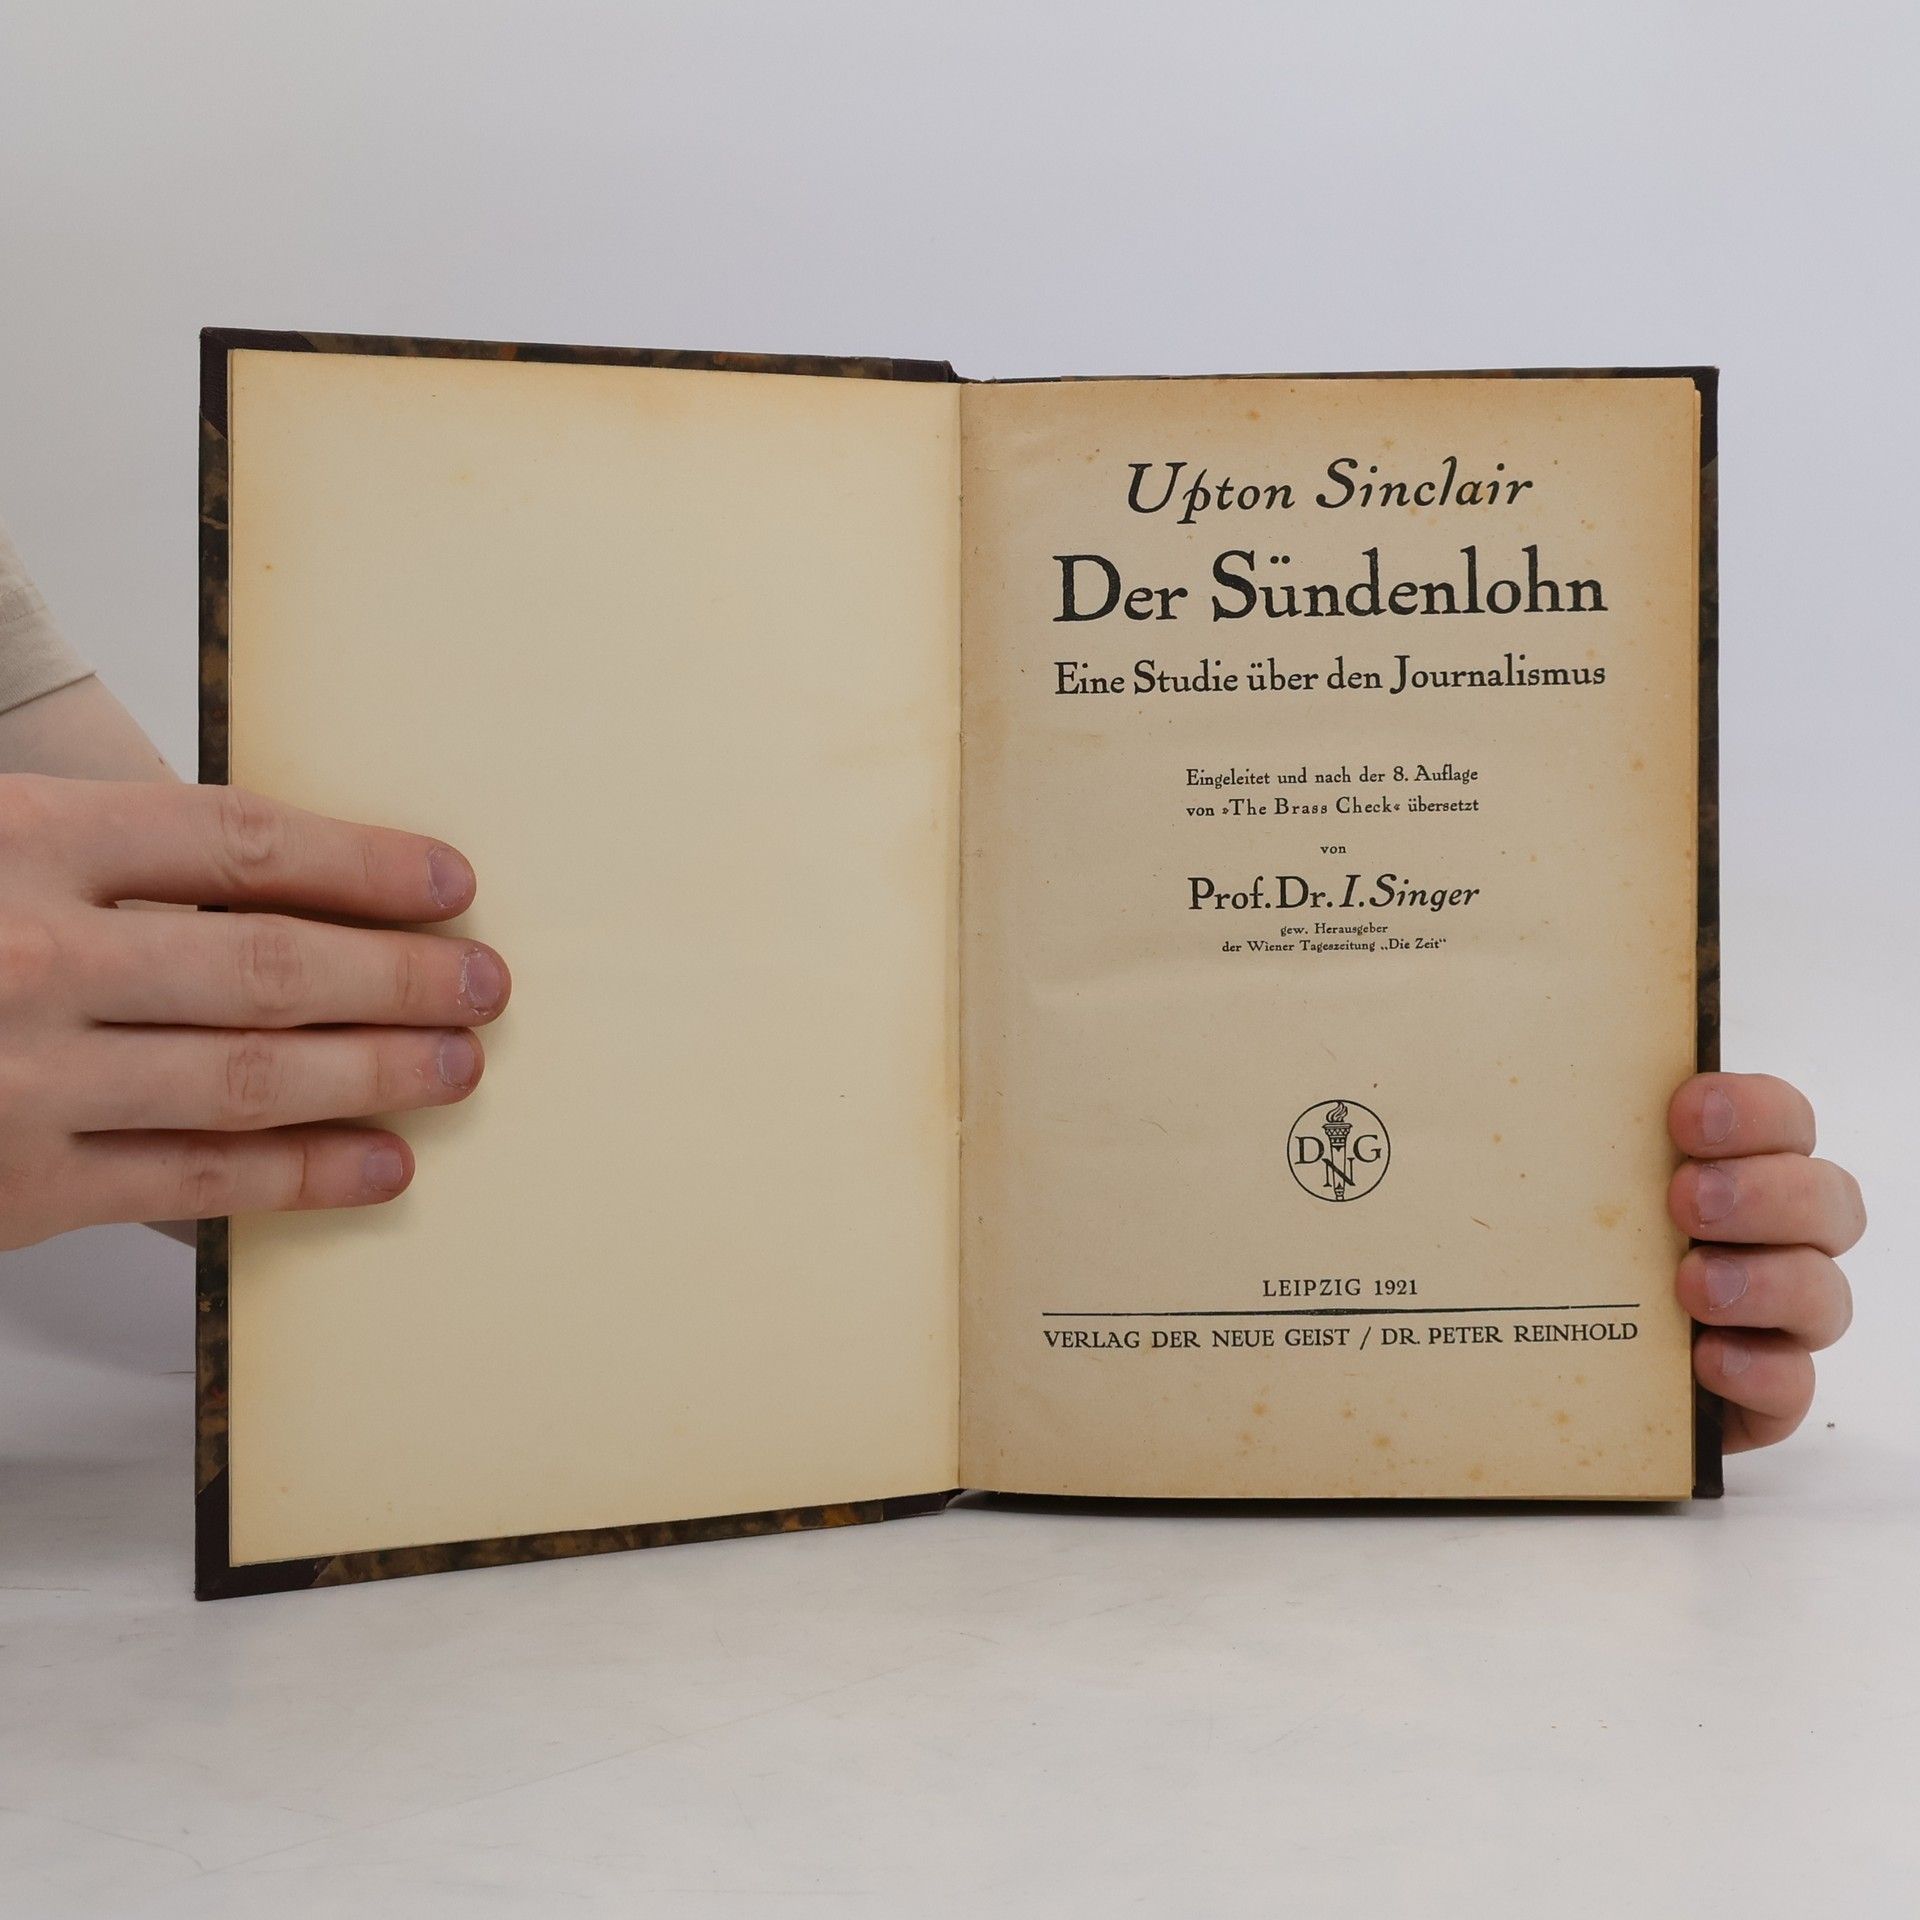 Upton Sinclair
Der Sündenlohn
Eine Studie über den Journalismus
Eingeleitet und nach der 8. Auflage
von »The Brass Check« übersetzt
von
Prof. Dr. I. Singer
gew. Herausgeber
der Wiener Tageszeitung „Die Zeit“
DNG
LEIPZIG 1921
VERLAG DER NEUE GEIST / DR. PETER REINHOLD